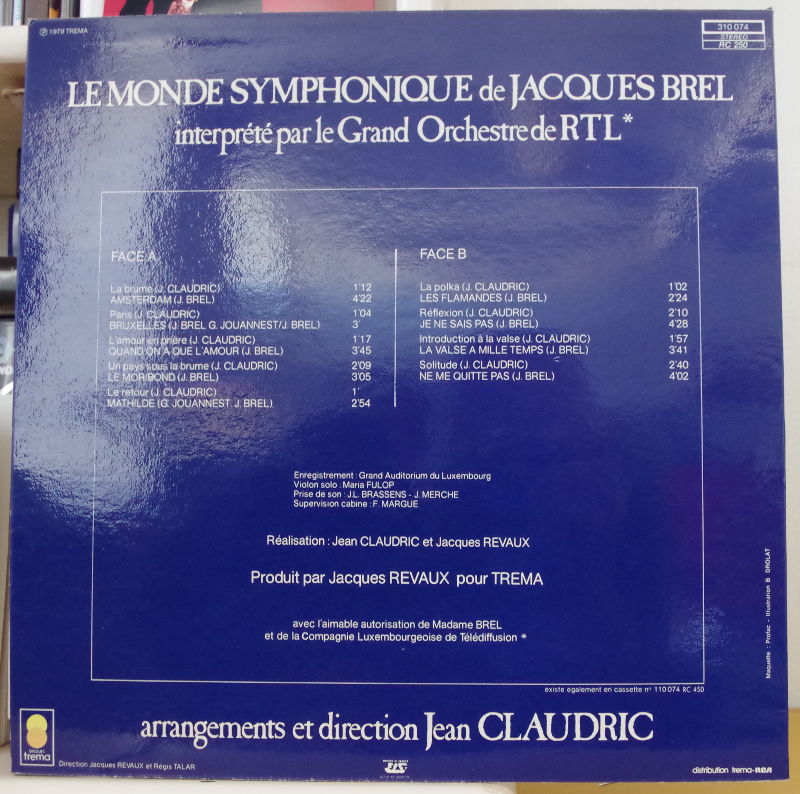 ℗ 1979 TREMA
310 074
STEREO
RC 250
LE MONDE SYMPHONIQUE de JACQUES BREL
interprété par le Grand Orchestre de RTL*
FACE A
La brume (J. CLAUDRIC) 1'12
AMSTERDAM (J. BREL) 4'22
Paris (J. CLAUDRIC) 1'04
BRUXELLES (J. BREL G. JOUANNEST/J. BREL) 3'
L'amour en prière (J. CLAUDRIC) 1'17
QUAND ON A QUE L'AMOUR (J. BREL) 3'45
Un pays sous la brume (J. CLAUDRIC) 2'09
LE MORIBOND (J. BREL) 3'05
Le retour (J. CLAUDRIC) 1'
MATHILDE (G. JOUANNEST. J. BREL) 2'54
FACE B
La polka (J. CLAUDRIC) 1'02
LES FLAMANDES (J. BREL) 2'24
Réflexion (J. CLAUDRIC) 2'10
JE NE SAIS PAS (J. BREL) 4'28
Introduction à la valse (J. CLAUDRIC) 1'57
LA VALSE A MILLE TEMPS (J. BREL) 3'41
Solitude (J. CLAUDRIC) 2'40
NE ME QUITTE PAS (J. BREL) 4'02
Enregistrement : Grand Auditorium du Luxembourg
Violon solo : Maria FULOP
Prise de son : J.L. BRASSENS - J. MERCHE
Supervision cabine : F. MARGUE
Réalisation : Jean CLAUDRIC et Jacques REVAUX
Produit par Jacques REVAUX pour TREMA
avec l'aimable autorisation de Madame BREL
et de la Compagnie Luxembourgeoise de Télédiffusion *
Maquette : Profac - Illustration B DROLAT
existe egalement en cassette n° 110 074 RC 450
arrangements et direction Jean CLAUDRIC
DISQUES
trema
Direction Jacques REVAUX et Régis TALAR
distribution trema-RCA